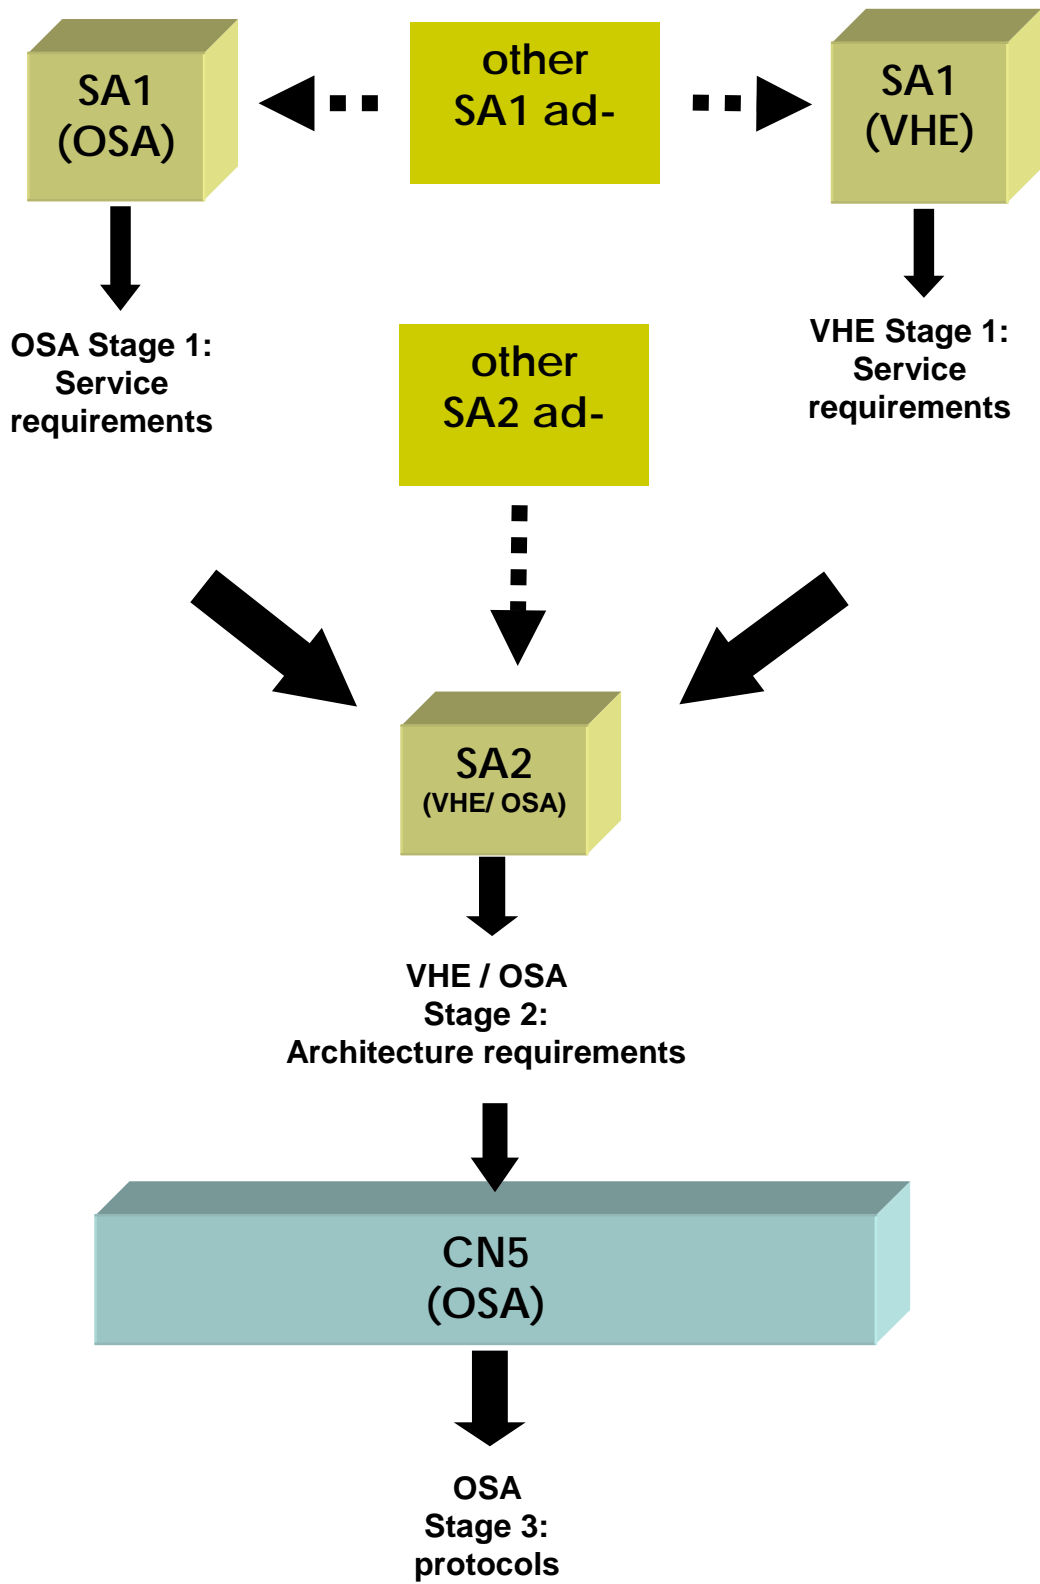 SA1
(OSA)
other
SA1 ad-
SA1
(VHE)
OSA Stage 1:
Service
requirements
other
SA2 ad-
VHE Stage 1:
Service
requirements
SA2
(VHE/ OSA)
VHE / OSA
Stage 2:
Architecture requirements
CN5
(OSA)
OSA
Stage 3:
protocols